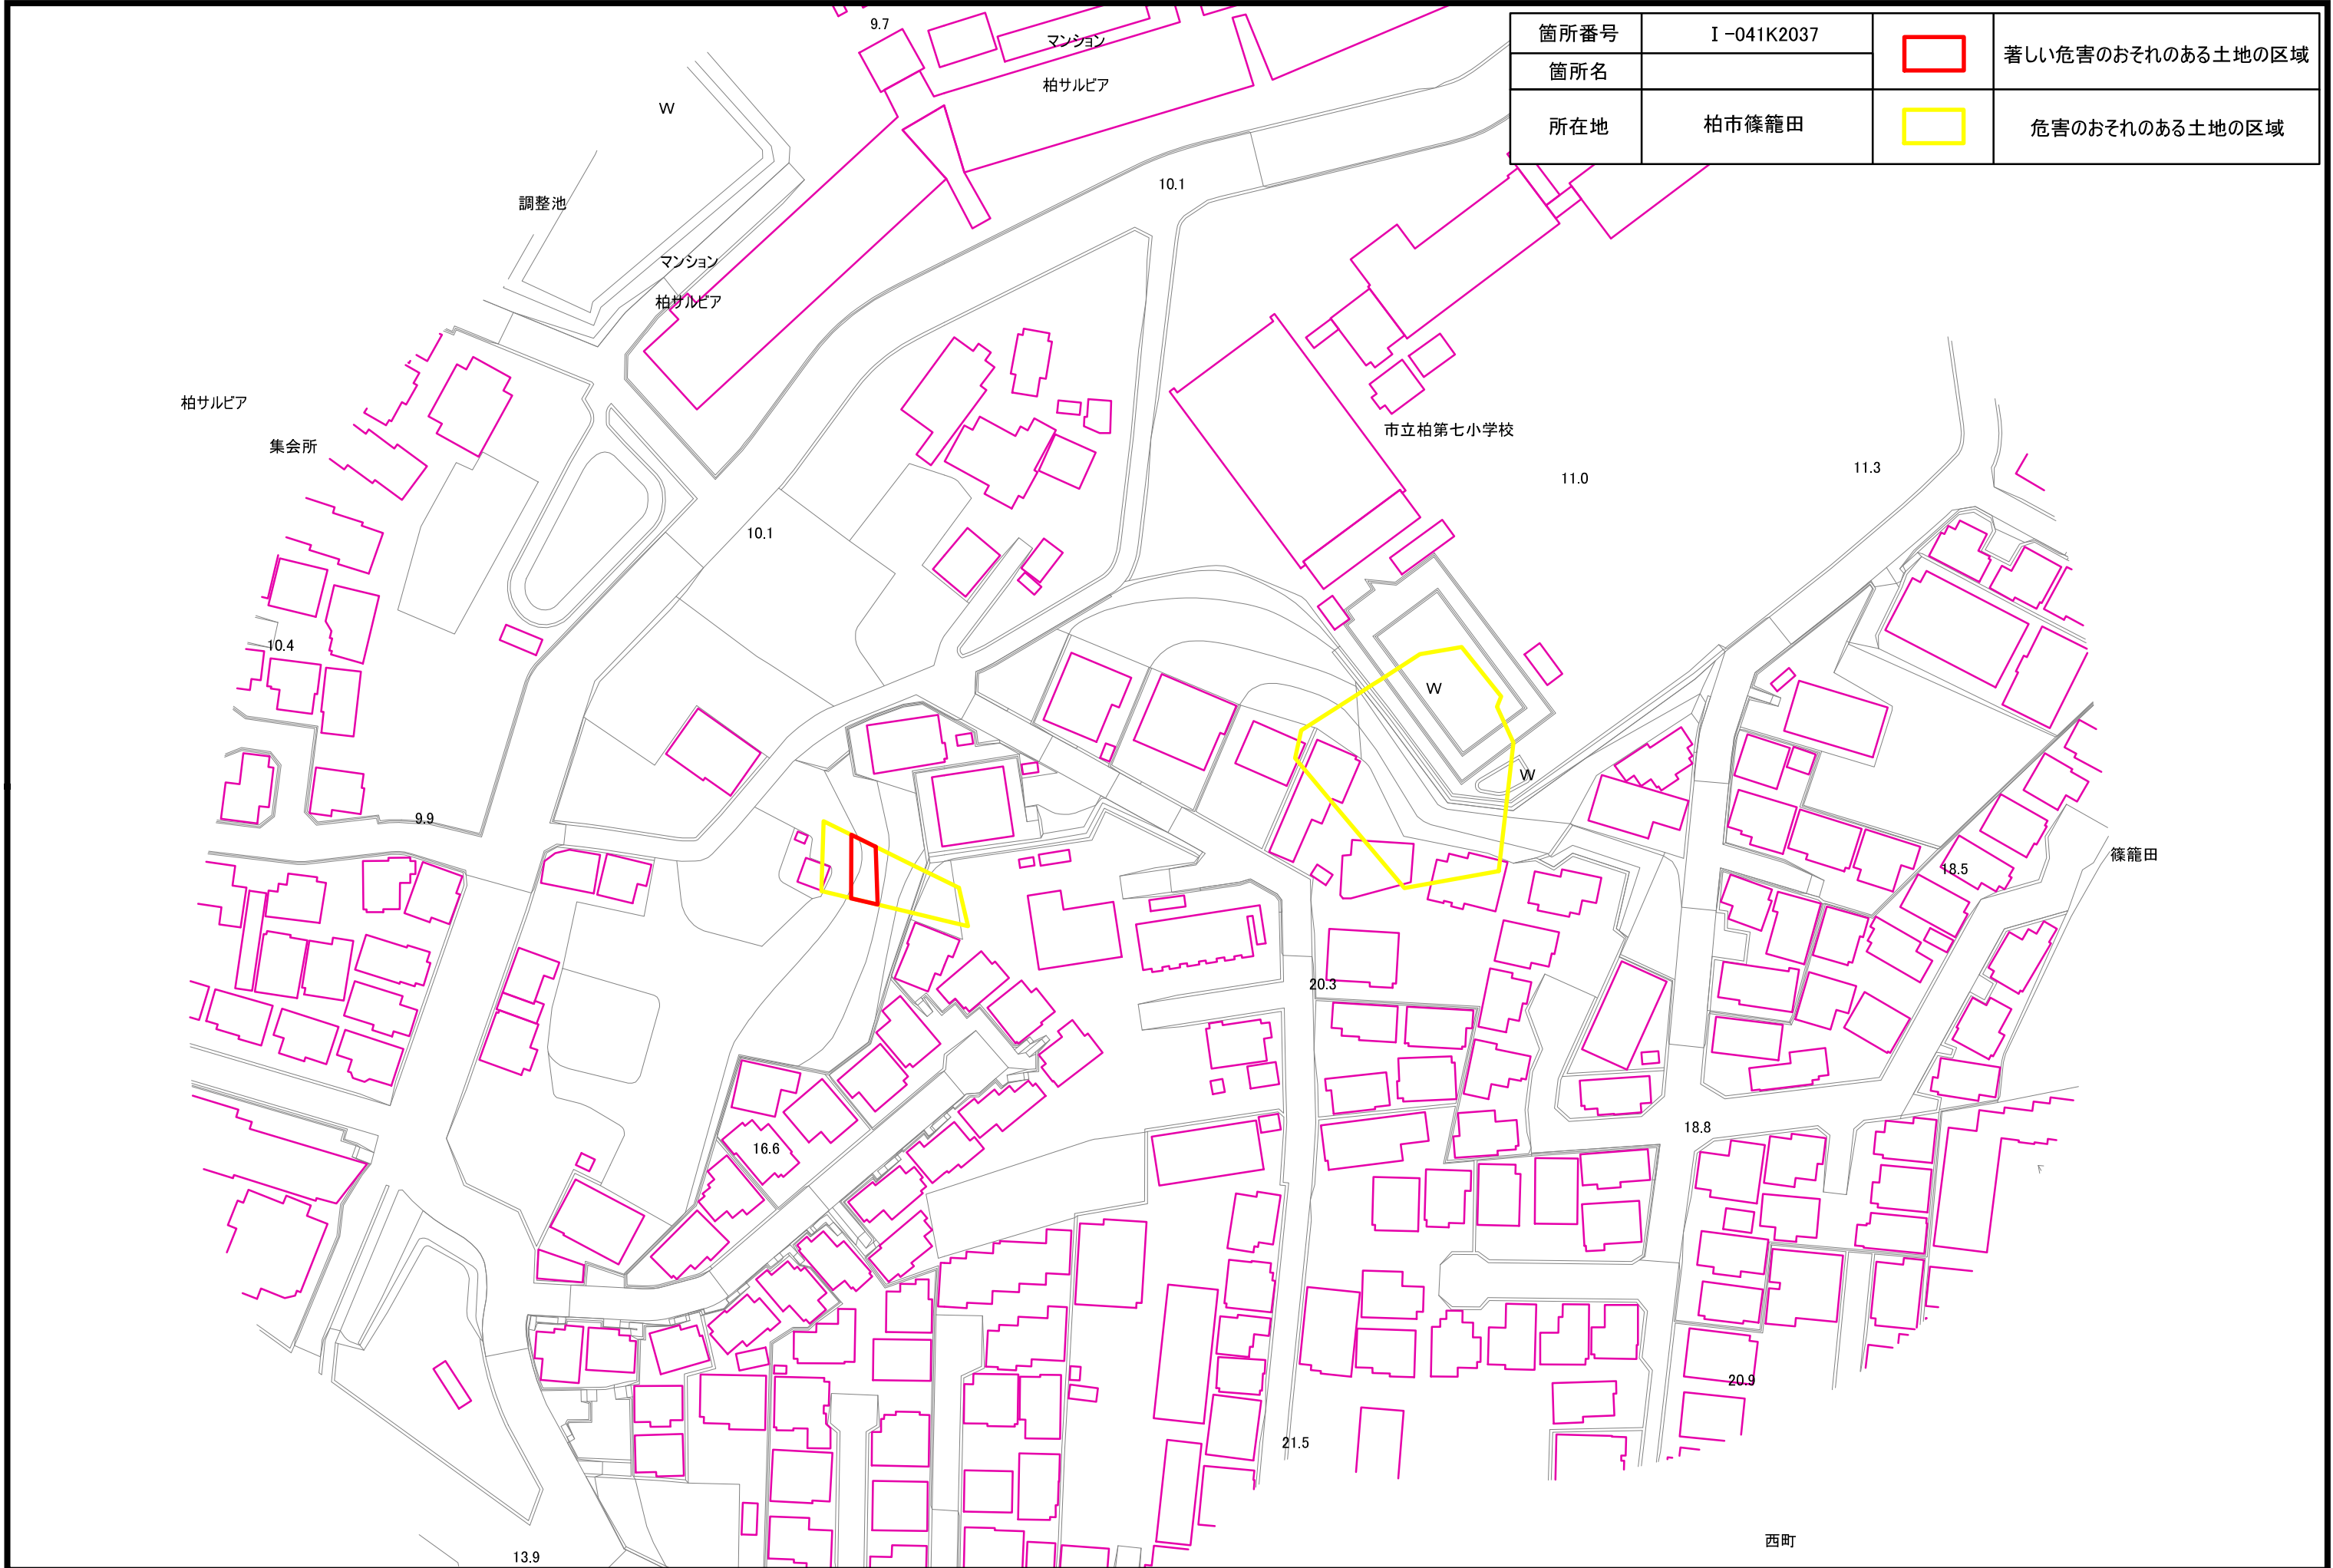 箇所番号
Ⅰ-041K2037
著しい危害のおそれのある土地の区域
箇所名
所在地
柏市篠籠田
危害のおそれのある土地の区域
9.7
マンション
柏サルビア
W
10.1
調整池
マンション
柏サルビア
柏サルビア
集会所
市立柏第七小学校
11.3
11.0
10.1
10.4
W
W
9.9
篠籠田
18.5
20.3
18.8
16.6
20.9
21.5
西町
13.9